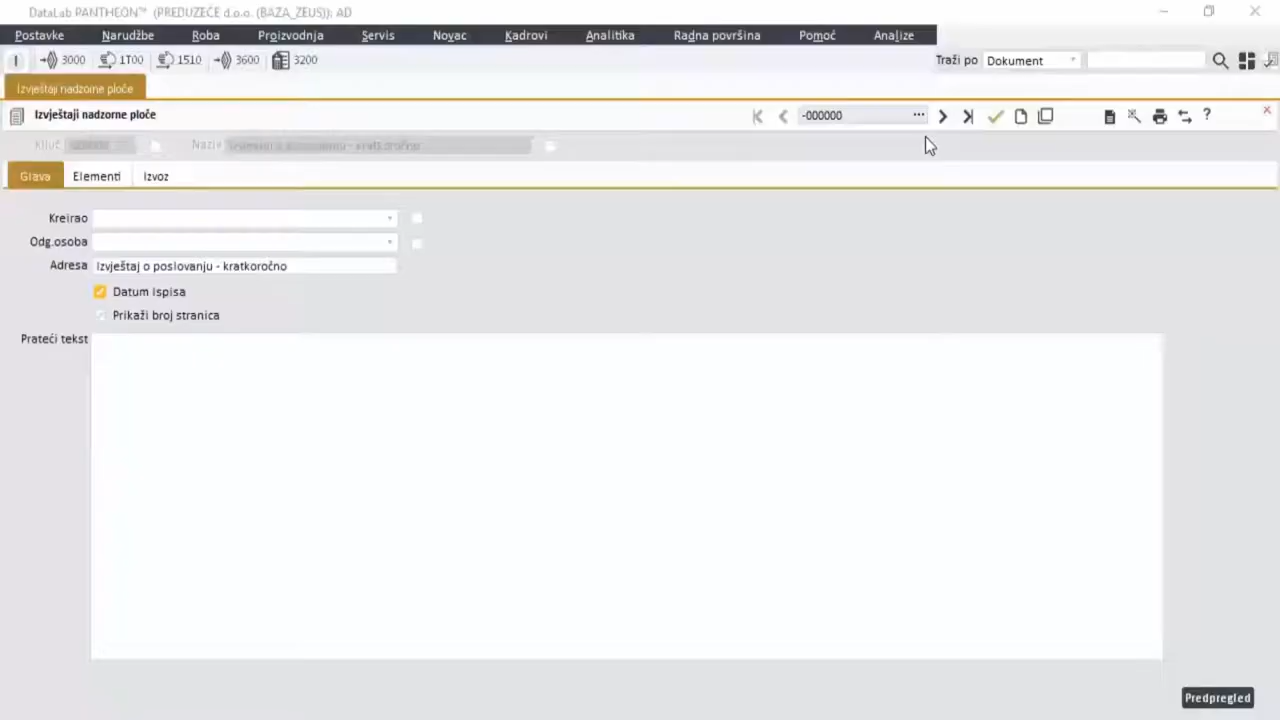 DataLab PANTHEON™ (PREDUZEĆE d.o.o. (BAZA_ZEUS)); AD
Postavke Narudžbe Roba Proizvodnja Servis Novac Kadrovi Analitika Radna površina Pomoć Analize
3000 1T00 1510 3600 3200 Traži po Dokument
Izvještaji nadzorne ploče
Izvještaji nadzorne ploče -000000 ... ?
Ključ Naziv
Glava Elementi Izvoz
Kreirao
Odg.osoba
Adresa Izvještaj o poslovanju - kratkoročno
Datum ispisa
Prikaži broj stranica
Prateći tekst
Predpregled